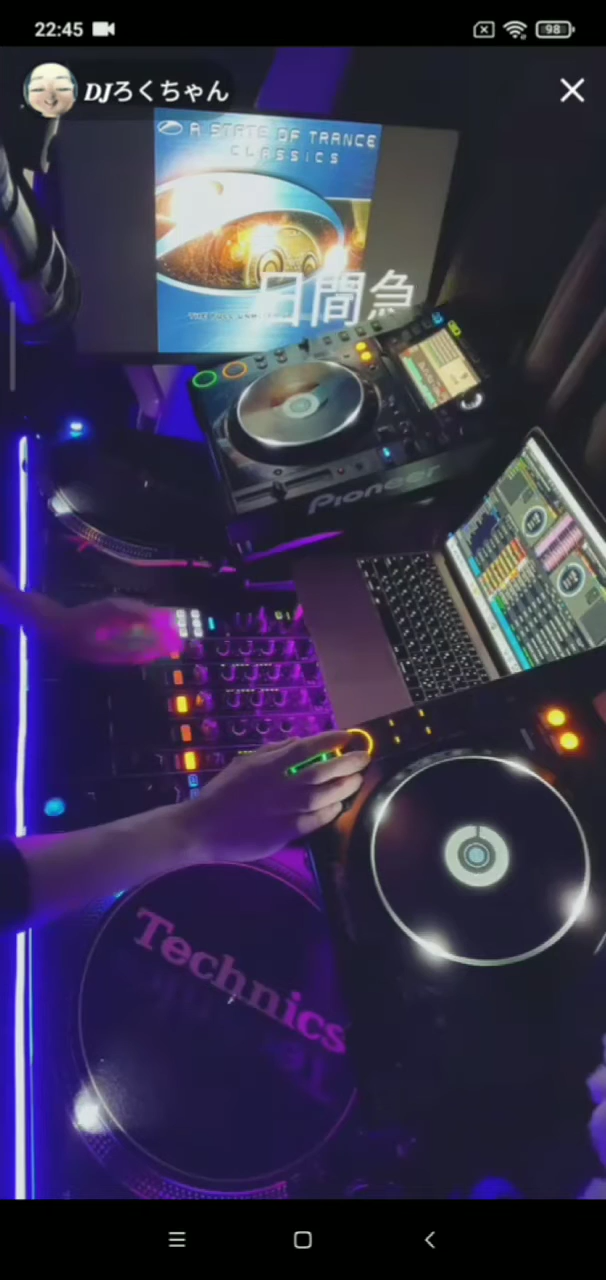 22:45
98
DJろくちゃん
A STATE OF TRANCE
CLASSICS
日間急
Pioneer
Technics